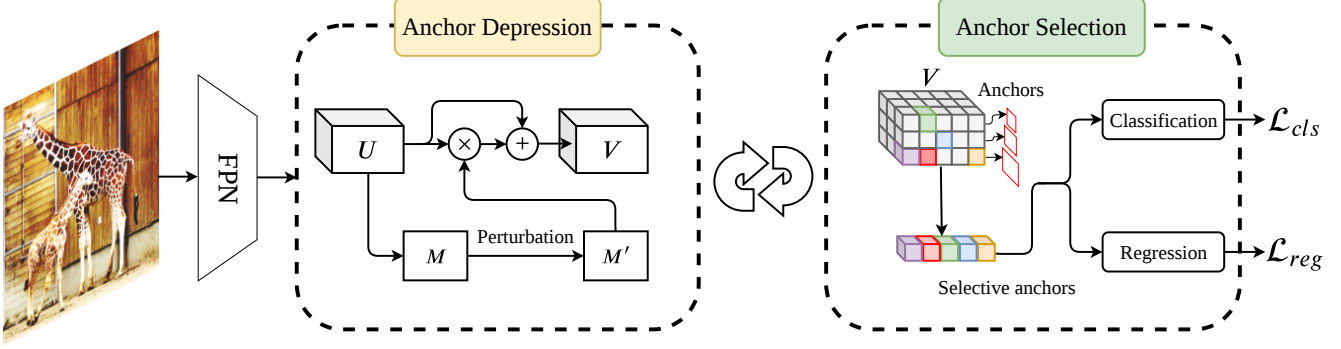 Anchor Depression
Anchor Selection
FPN
U
×
+
V
M
Perturbation
M'
V
Anchors
Selective anchors
Classification
Regression
ℒcls
ℒreg